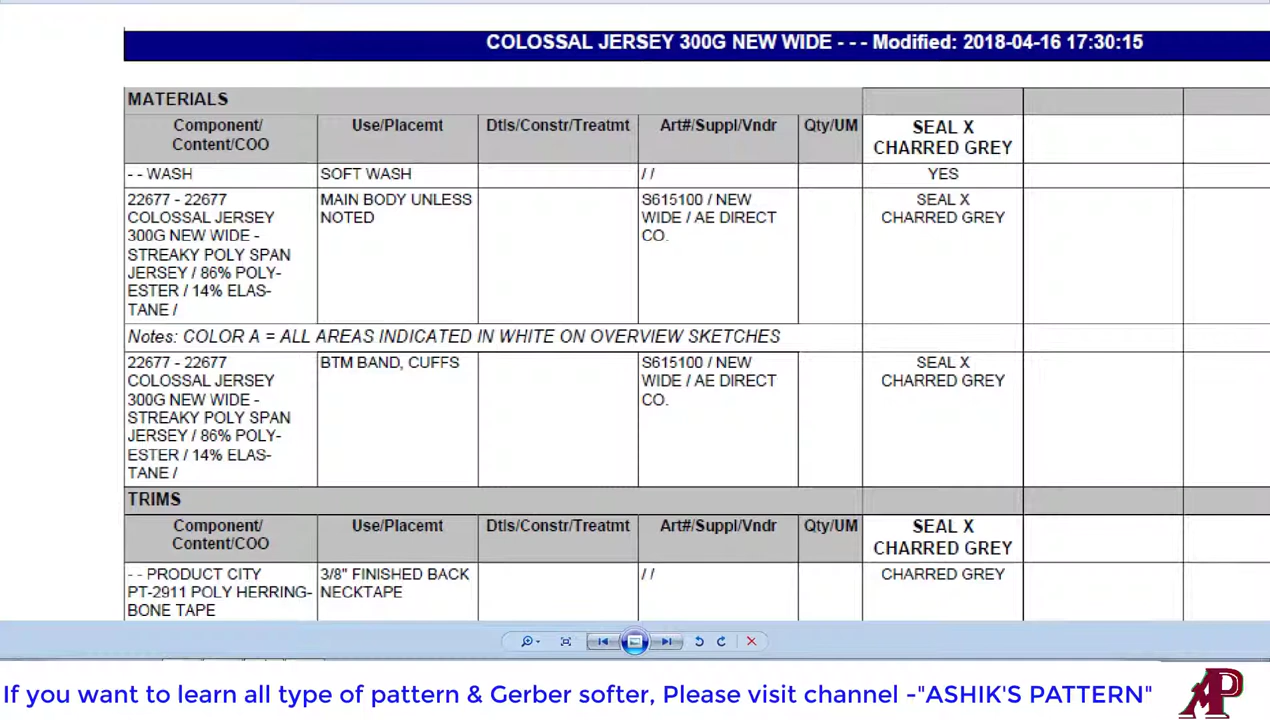 COLOSSAL JERSEY 300G NEW WIDE - - - Modified: 2018-04-16 17:30:15
MATERIALS
Component/
Content/COO
Use/Placemt
Dtls/Constr/Treatmt
Art#/Suppl/Vndr
Qty/UM
SEAL X
CHARRED GREY
- - WASH
SOFT WASH
/ /
YES
22677 - 22677
COLOSSAL JERSEY
300G NEW WIDE -
STREAKY POLY SPAN
JERSEY / 86% POLY-
ESTER / 14% ELAS-
TANE /
MAIN BODY UNLESS
NOTED
S615100 / NEW
WIDE / AE DIRECT
CO.
SEAL X
CHARRED GREY
Notes: COLOR A = ALL AREAS INDICATED IN WHITE ON OVERVIEW SKETCHES
22677 - 22677
COLOSSAL JERSEY
300G NEW WIDE -
STREAKY POLY SPAN
JERSEY / 86% POLY-
ESTER / 14% ELAS-
TANE /
BTM BAND, CUFFS
S615100 / NEW
WIDE / AE DIRECT
CO.
SEAL X
CHARRED GREY
TRIMS
Component/
Content/COO
Use/Placemt
Dtls/Constr/Treatmt
Art#/Suppl/Vndr
Qty/UM
SEAL X
CHARRED GREY
- - PRODUCT CITY
PT-2911 POLY HERRING-
BONE TAPE
3/8" FINISHED BACK
NECKTAPE
/ /
CHARRED GREY
If you want to learn all type of pattern & Gerber softer, Please visit channel -"ASHIK'S PATTERN"
AP